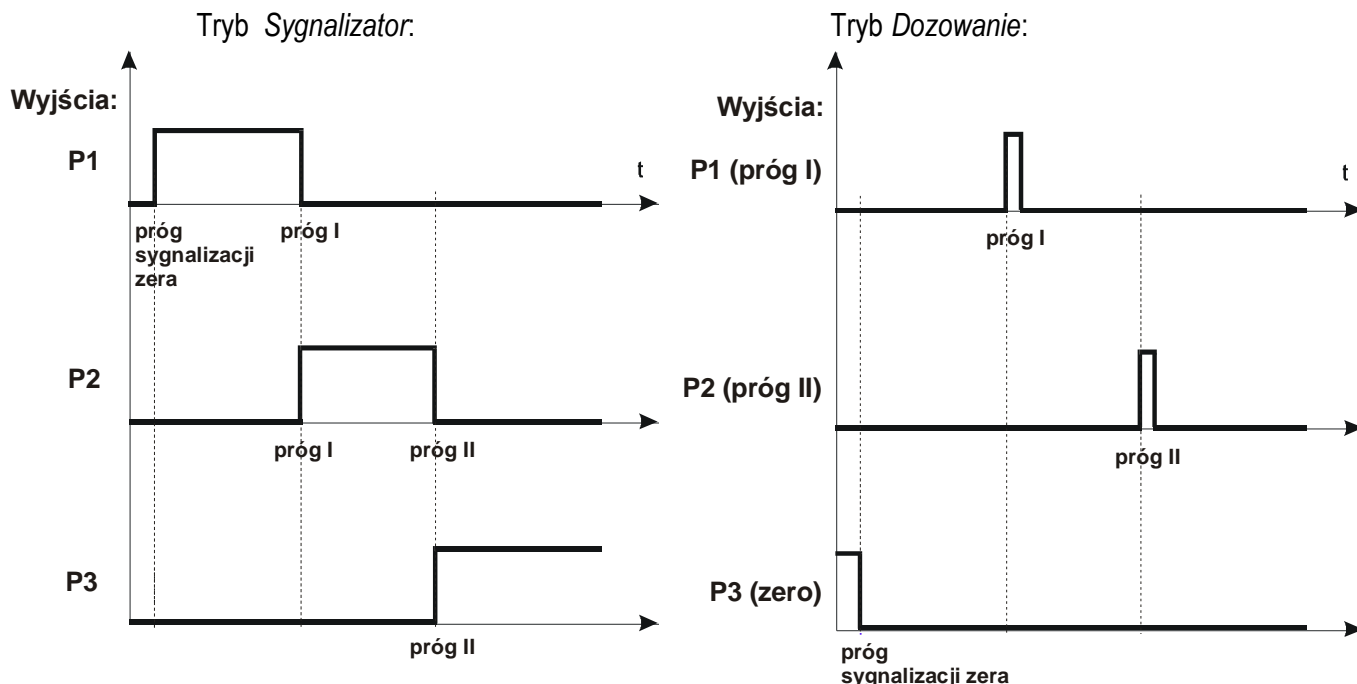 Tryb Sygnalizator:
Wyjścia:
P1
t
próg
sygnalizacji
zera
próg I
P2
próg I
próg II
P3
próg II
Tryb Dozowanie:
Wyjścia:
P1 (próg I)
t
próg I
P2 (próg II)
próg II
P3 (zero)
próg
sygnalizacji zera